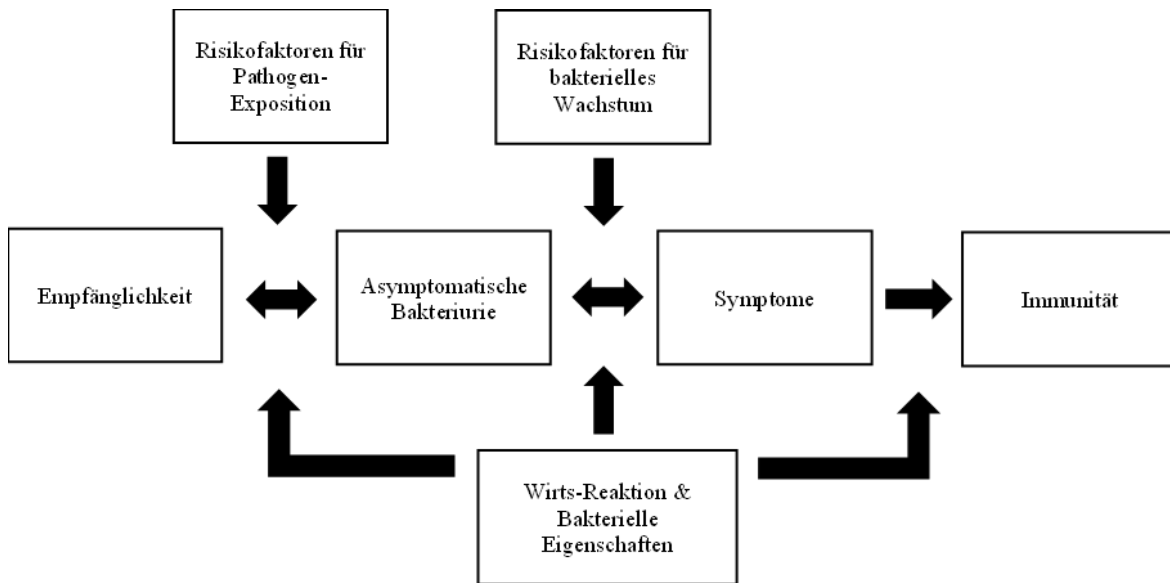 Risikofaktoren für
Pathogen-
Exposition
Risikofaktoren für
bakterielles
Wachstum
Empfänglichkeit
Asymptomatische
Bakteriurie
Symptome
Immunität
Wirts-Reaktion &
Bakterielle
Eigenschaften